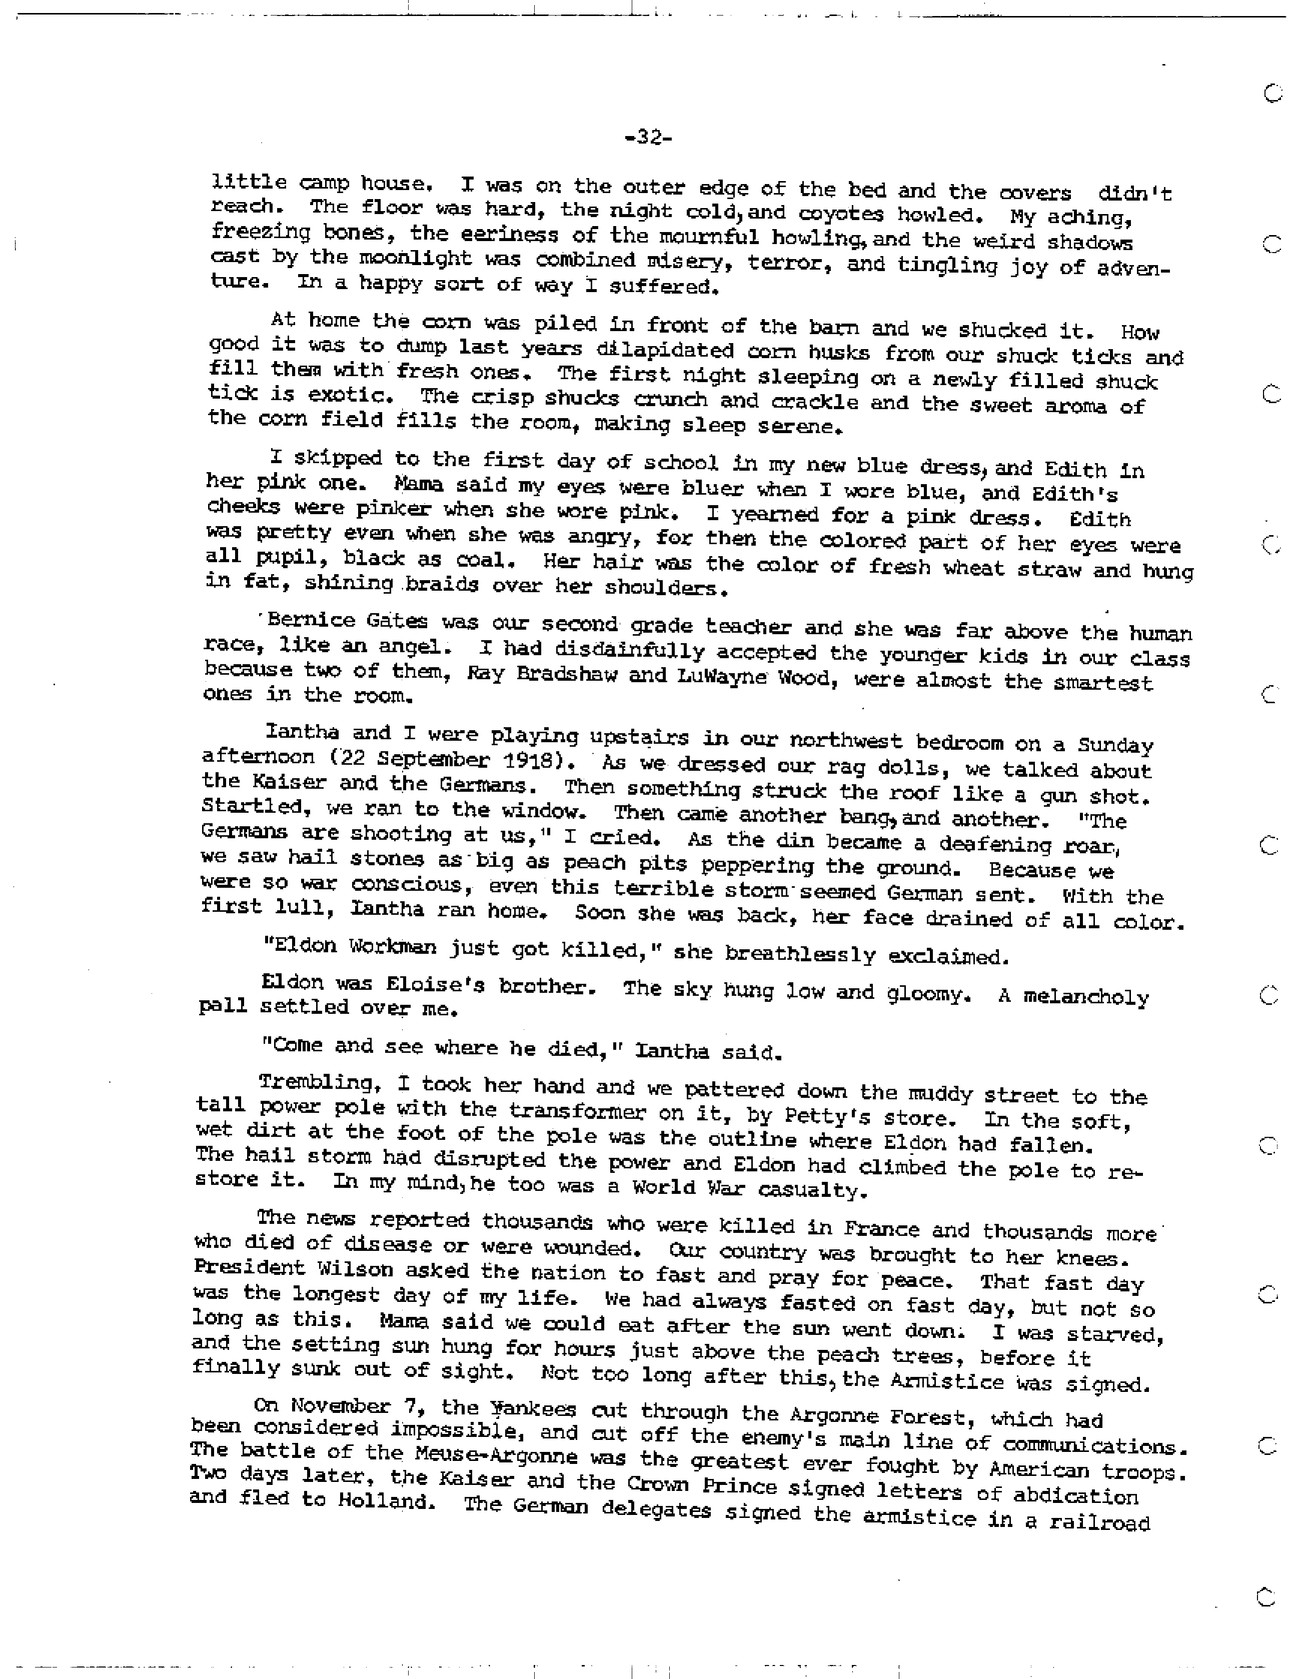 -32-
little camp house. I was on the outer edge of the bed and the covers didn't
reach. The floor was hard, the night cold, and coyotes howled. My aching,
freezing bones, the eeriness of the mournful howling, and the weird shadows
cast by the moonlight was combined misery, terror, and tingling joy of adven-
ture. In a happy sort of way I suffered.
At home the corn was piled in front of the barn and we shucked it. How
good it was to dump last years dilapidated corn husks from our shuck ticks and
fill them with fresh ones. The first night sleeping on a newly filled shuck
tick is exotic. The crisp shucks crunch and crackle and the sweet aroma of
the corn field fills the room, making sleep serene.
I skipped to the first day of school in my new blue dress, and Edith in
her pink one. Mama said my eyes were bluer when I wore blue, and Edith's
cheeks were pinker when she wore pink. I yearned for a pink dress. Edith
was pretty even when she was angry, for then the colored part of her eyes were
all pupil, black as coal. Her hair was the color of fresh wheat straw and hung
in fat, shining braids over her shoulders.
Bernice Gates was our second grade teacher and she was far above the human
race, like an angel. I had disdainfully accepted the younger kids in our class
because two of them, Ray Bradshaw and LuWayne Wood, were almost the smartest
ones in the room.
Iantha and I were playing upstairs in our northwest bedroom on a Sunday
afternoon (22 September 1918). As we dressed our rag dolls, we talked about
the Kaiser and the Germans. Then something struck the roof like a gun shot.
Startled, we ran to the window. Then came another bang, and another. "The
Germans are shooting at us," I cried. As the din became a deafening roar,
we saw hail stones as big as peach pits peppering the ground. Because we
were so war conscious, even this terrible storm seemed German sent. With the
first lull, Iantha ran home. Soon she was back, her face drained of all color.
"Eldon Workman just got killed," she breathlessly exclaimed.
Eldon was Eloise's brother. The sky hung low and gloomy. A melancholy
pall settled over me.
"Come and see where he died," Iantha said.
Trembling, I took her hand and we pattered down the muddy street to the
tall power pole with the transformer on it, by Petty's store. In the soft,
wet dirt at the foot of the pole was the outline where Eldon had fallen.
The hail storm had disrupted the power and Eldon had climbed the pole to re-
store it. In my mind, he too was a World War casualty.
The news reported thousands who were killed in France and thousands more
who died of disease or were wounded. Our country was brought to her knees.
President Wilson asked the nation to fast and pray for peace. That fast day
was the longest day of my life. We had always fasted on fast day, but not so
long as this. Mama said we could eat after the sun went down. I was starved,
and the setting sun hung for hours just above the peach trees, before it
finally sunk out of sight. Not too long after this, the Armistice was signed.
On November 7, the Yankees cut through the Argonne Forest, which had
been considered impossible, and cut off the enemy's main line of communications.
The battle of the Meuse-Argonne was the greatest ever fought by American troops.
Two days later, the Kaiser and the Crown Prince signed letters of abdication
and fled to Holland. The German delegates signed the armistice in a railroad